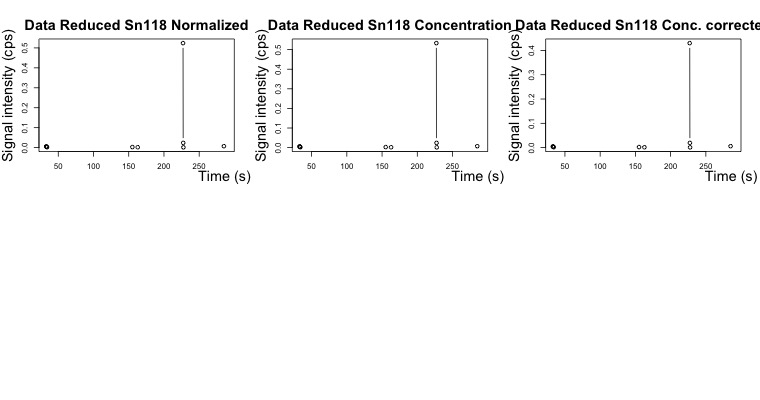 Data Reduced Sn118 Normalized
Signal intensity (cps)
0.0 0.1 0.2 0.3 0.4 0.5
50 100 150 200 250
Time (s)
Data Reduced Sn118 Concentration
Signal intensity (cps)
0.0 0.1 0.2 0.3 0.4 0.5
50 100 150 200 250
Time (s)
Data Reduced Sn118 Conc. correcte
Signal intensity (cps)
0.0 0.1 0.2 0.3 0.4
50 100 150 200 250
Time (s)